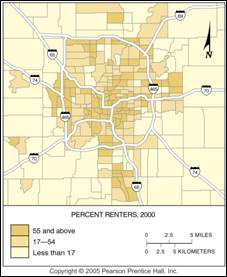 69
65
74
465
465
70
70
74
65
N
PERCENT RENTERS, 2000
55 and above
17—54
Less than 17
0 2.5 5 MILES
0 2.5 5 KILOMETERS
Copyright © 2005 Pearson Prentice Hall, Inc.